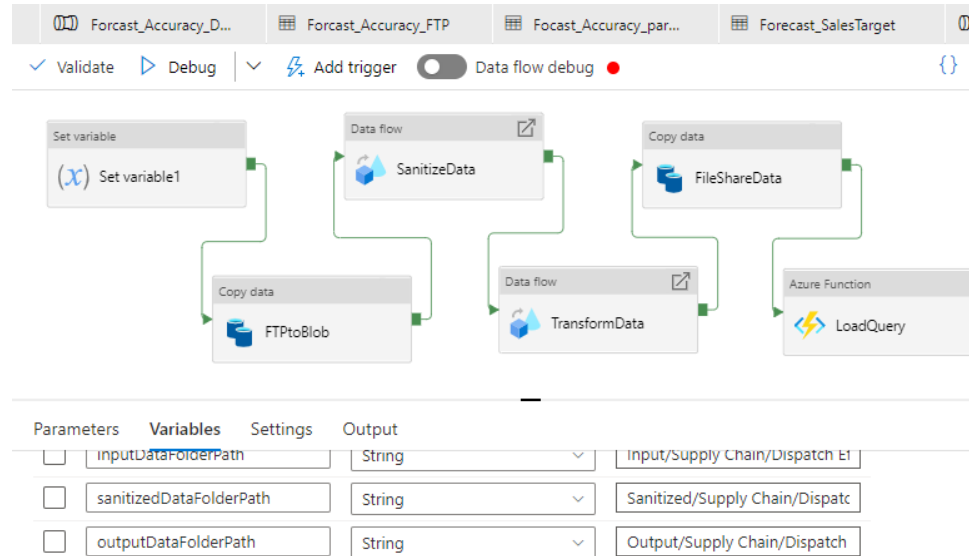 Forcast_Accuracy_D...
Forcast_Accuracy_FTP
Focast_Accuracy_par...
Forecast_SalesTarget
Validate
Debug
Add trigger
Data flow debug
{}
Set variable
(x) Set variable1
Data flow
SanitizeData
Copy data
FileShareData
Copy data
FTPtoBlob
Data flow
TransformData
Azure Function
LoadQuery
Parameters Variables Settings Output
inputDataFolderPath String Input/Supply Chain/Dispatch Ef
sanitizedDataFolderPath String Sanitized/Supply Chain/Dispatc
outputDataFolderPath String Output/Supply Chain/Dispatch